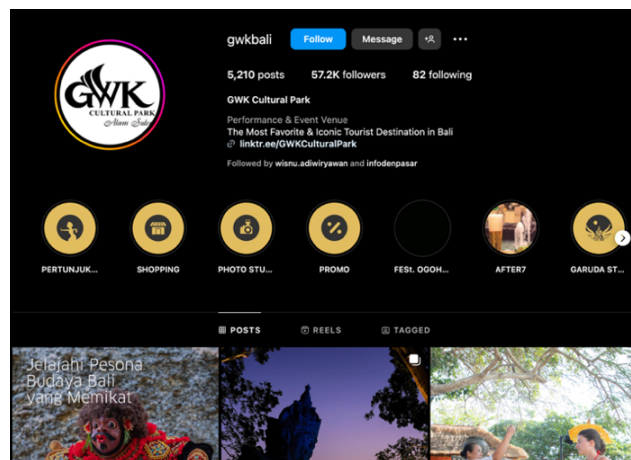 gwkbali Follow Message
5,210 posts 57.2K followers 82 following
GWK Cultural Park
Performance & Event Venue
The Most Favorite & Iconic Tourist Destination in Bali
linktr.ee/GWKCulturalPark
Followed by wisnu.adiwiryawan and infodenpasar
GWK
CULTURAL PARK
Alam Sutera
PERTUNJUK... SHOPPING PHOTO STU... PROMO FESt. OGOH... AFTER7 GARUDA ST...
POSTS REELS TAGGED
Jelajahi Pesona
Budaya Bali
yang Memikat